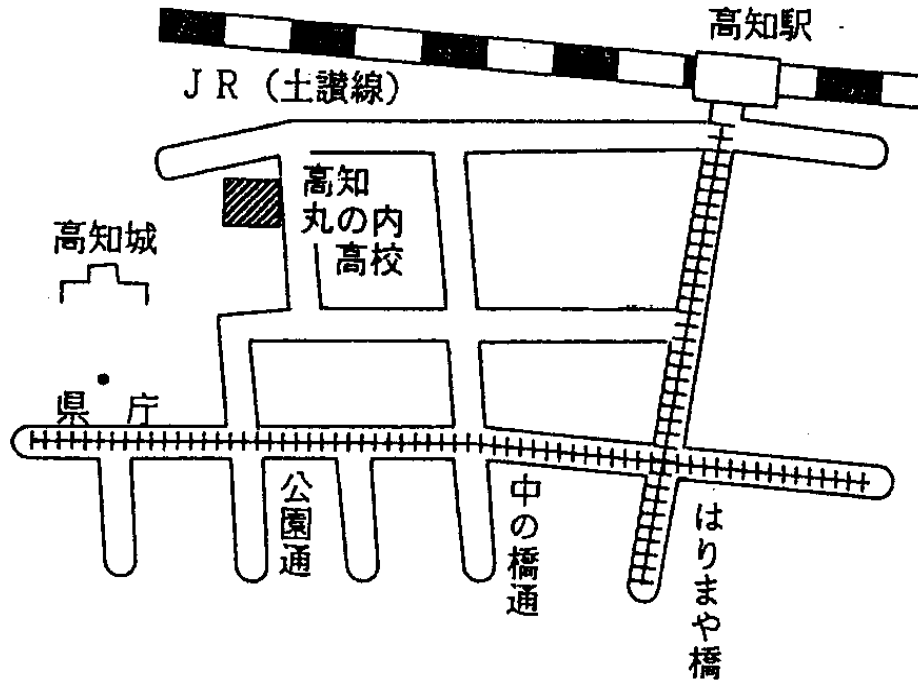 高知駅
JR（土讃線）
高知
丸の内
高校
高知城
県庁
公園通
中の橋通
はりまや橋